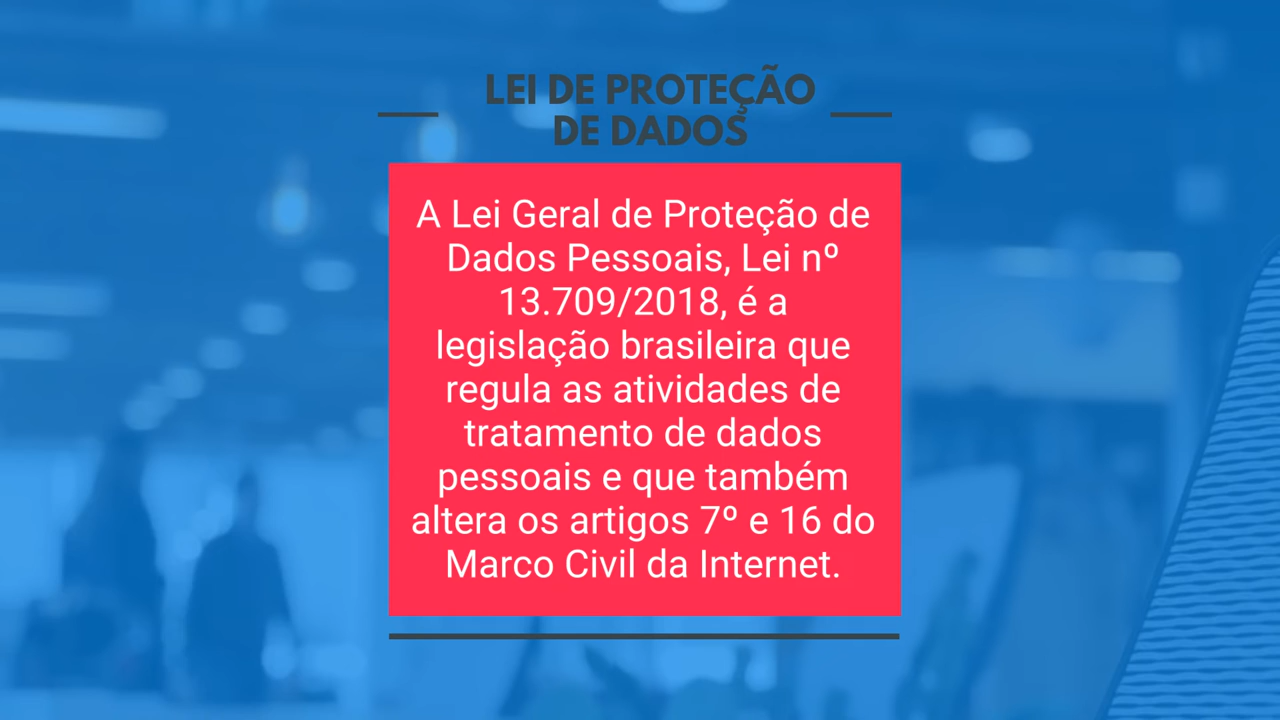 LEI DE PROTEÇÃO
DE DADOS
A Lei Geral de Proteção de
Dados Pessoais, Lei nº
13.709/2018, é a
legislação brasileira que
regula as atividades de
tratamento de dados
pessoais e que também
altera os artigos 7º e 16 do
Marco Civil da Internet.